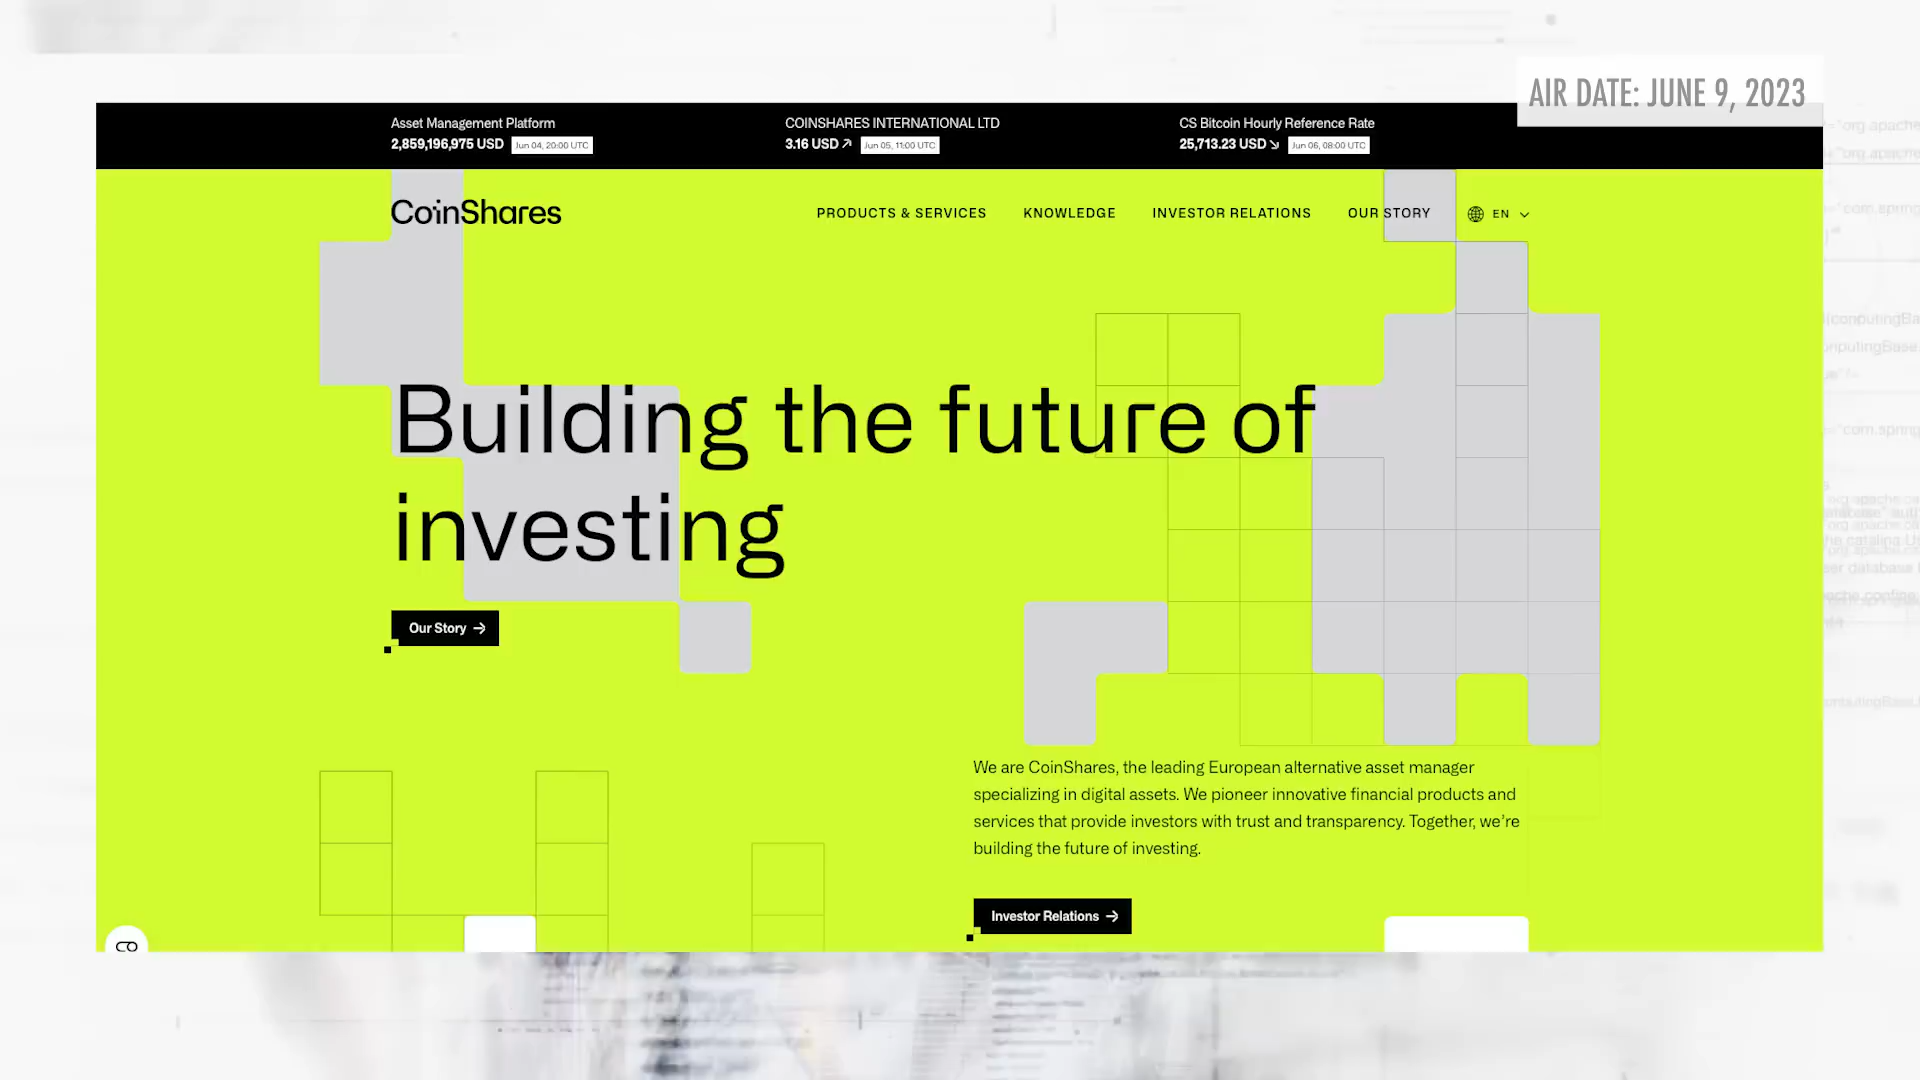 AIR DATE: JUNE 9, 2023
Asset Management Platform
2,859,196,975 USD Jun 04, 20:00 UTC
COINSHARES INTERNATIONAL LTD
3.16 USD Jun 05, 11:00 UTC
CS Bitcoin Hourly Reference Rate
25,713.23 USD Jun 06, 08:00 UTC
CoinShares
PRODUCTS & SERVICES KNOWLEDGE INVESTOR RELATIONS OUR STORY EN
Building the future of
investing
Our Story →
We are CoinShares, the leading European alternative asset manager
specializing in digital assets. We pioneer innovative financial products and
services that provide investors with trust and transparency. Together, we're
building the future of investing.
Investor Relations →